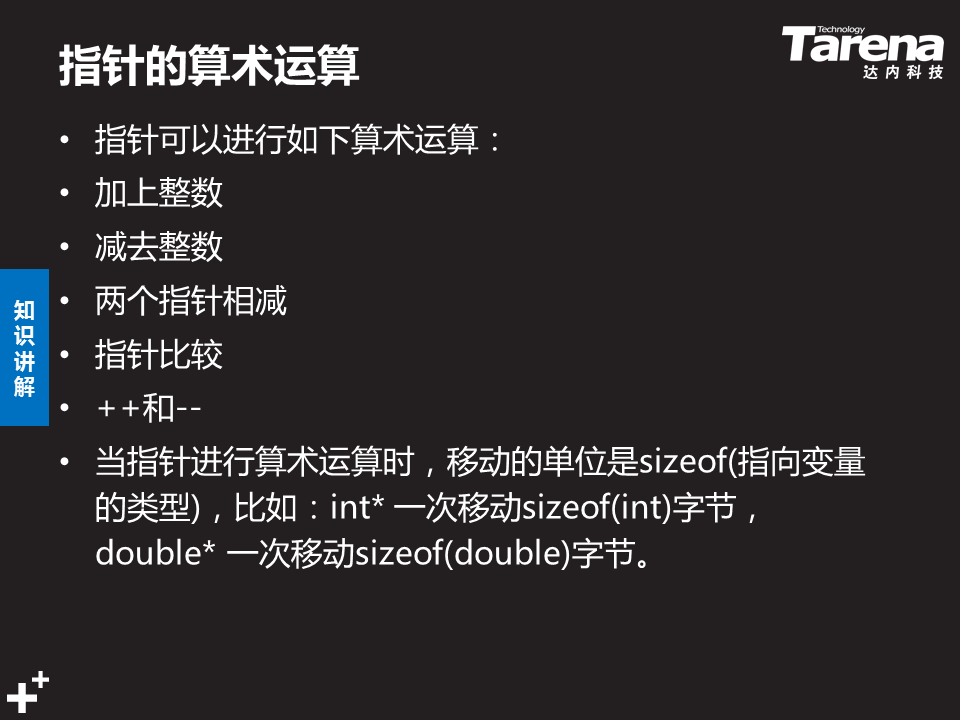 指针的算术运算
Technology
Tarena
达内科技
• 指针可以进行如下算术运算：
• 加上整数
• 减去整数
• 两个指针相减
• 指针比较
• ++和--
• 当指针进行算术运算时，移动的单位是sizeof(指向变量
的类型)，比如：int* 一次移动sizeof(int)字节，
double* 一次移动sizeof(double)字节。
知
识
讲
解